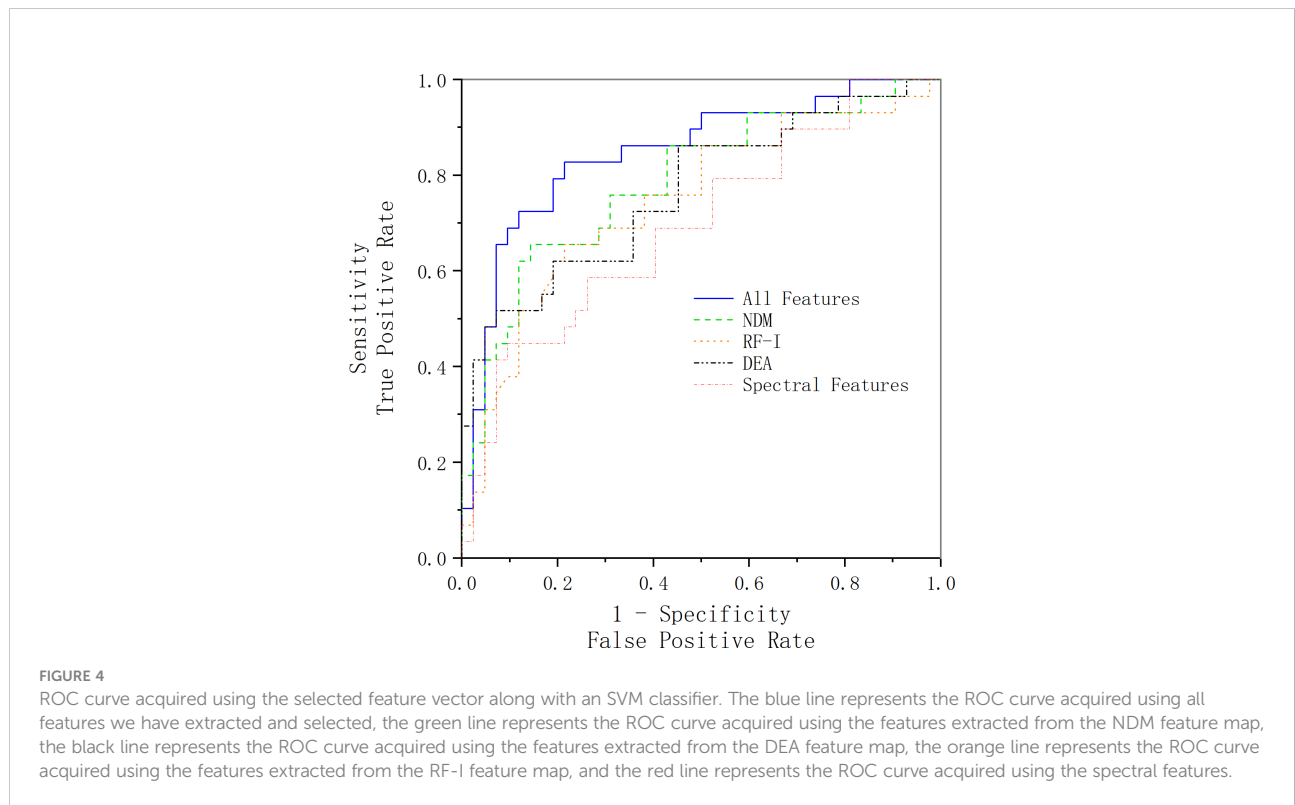 1.0
0.8
0.6
0.4
0.2
0.0
Sensitivity
True Positive Rate
All Features
NDM
RF-I
DEA
Spectral Features
0.0 0.2 0.4 0.6 0.8 1.0
1 - Specificity
False Positive Rate
FIGURE 4
ROC curve acquired using the selected feature vector along with an SVM classifier. The blue line represents the ROC curve acquired using all
features we have extracted and selected, the green line represents the ROC curve acquired using the features extracted from the NDM feature map,
the black line represents the ROC curve acquired using the features extracted from the DEA feature map, the orange line represents the ROC curve
acquired using the features extracted from the RF-I feature map, and the red line represents the ROC curve acquired using the spectral features.